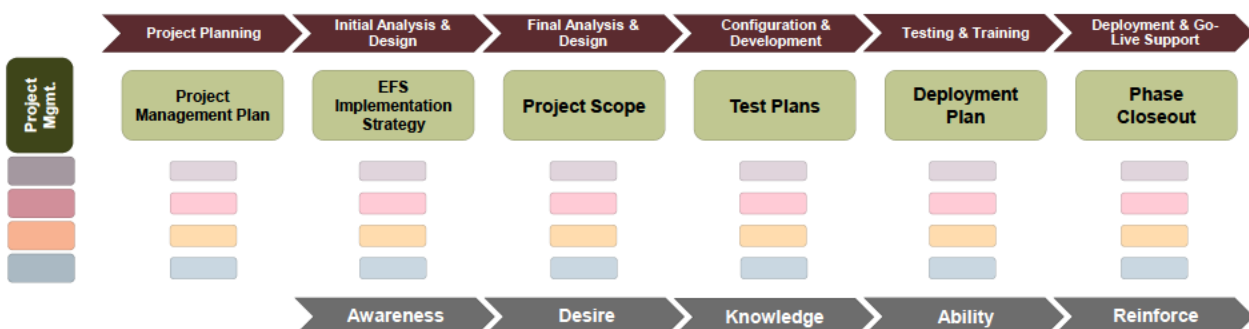 Project Planning
Initial Analysis &
Design
Final Analysis &
Design
Configuration &
Development
Testing & Training
Deployment & Go-
Live Support
Project
Mgmt.
Project
Management Plan
EFS
Implementation
Strategy
Project Scope
Test Plans
Deployment
Plan
Phase
Closeout
Awareness
Desire
Knowledge
Ability
Reinforce